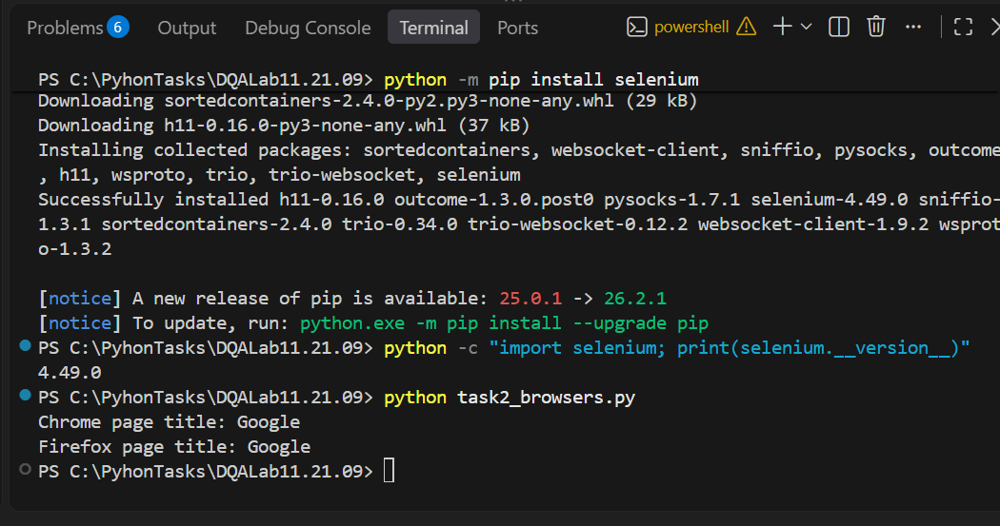 Problems 6 Output Debug Console Terminal Ports powershell
PS C:\PyhonTasks\DQALab11.21.09> python -m pip install selenium
Downloading sortedcontainers-2.4.0-py2.py3-none-any.whl (29 kB)
Downloading h11-0.16.0-py3-none-any.whl (37 kB)
Installing collected packages: sortedcontainers, websocket-client, sniffio, pysocks, outcome
, h11, wsproto, trio, trio-websocket, selenium
Successfully installed h11-0.16.0 outcome-1.3.0.post0 pysocks-1.7.1 selenium-4.49.0 sniffio-
1.3.1 sortedcontainers-2.4.0 trio-0.34.0 trio-websocket-0.12.2 websocket-client-1.9.2 wsprot
o-1.3.2
[notice] A new release of pip is available: 25.0.1 -> 26.2.1
[notice] To update, run: python.exe -m pip install --upgrade pip
PS C:\PyhonTasks\DQALab11.21.09> python -c "import selenium; print(selenium.__version__)"
4.49.0
PS C:\PyhonTasks\DQALab11.21.09> python task2_browsers.py
Chrome page title: Google
Firefox page title: Google
PS C:\PyhonTasks\DQALab11.21.09>